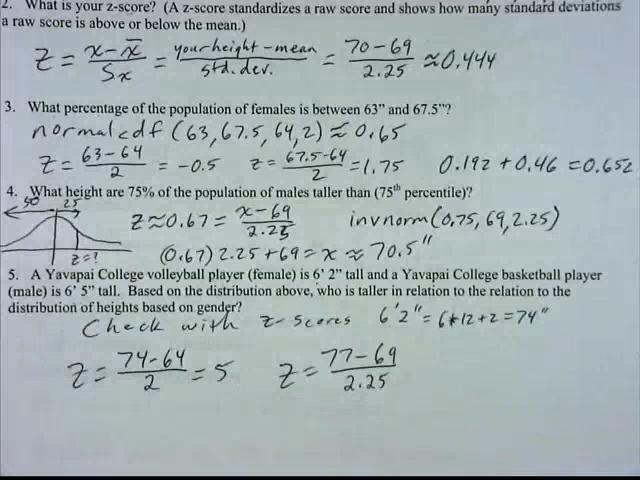 2. What is your z-score? (A z-score standardizes a raw score and shows how many standard deviations
a raw score is above or below the mean.)
z = (x - x̄)/Sx = (your height - mean)/(std. dev.) = (70 - 69)/2.25 ≈ 0.444
3. What percentage of the population of females is between 63" and 67.5"?
normalcdf (63, 67.5, 64, 2) ≈ 0.65
z = (63 - 64)/2 = -0.5 z = (67.5 - 64)/2 = 1.75 0.192 + 0.46 = 0.652
4. What height are 75% of the population of males taller than (75th percentile)?
50 25
z ≈ 0.67 = (x - 69)/2.25 invnorm(0.75, 69, 2.25)
z=?
(0.67) 2.25 + 69 = x ≈ 70.5"
5. A Yavapai College volleyball player (female) is 6' 2" tall and a Yavapai College basketball player
(male) is 6' 5" tall. Based on the distribution above, who is taller in relation to the relation to the
distribution of heights based on gender?
Check with z-scores 6'2" = 6*12+2 = 74"
z = (74 - 64)/2 = 5 z = (77 - 69)/2.25